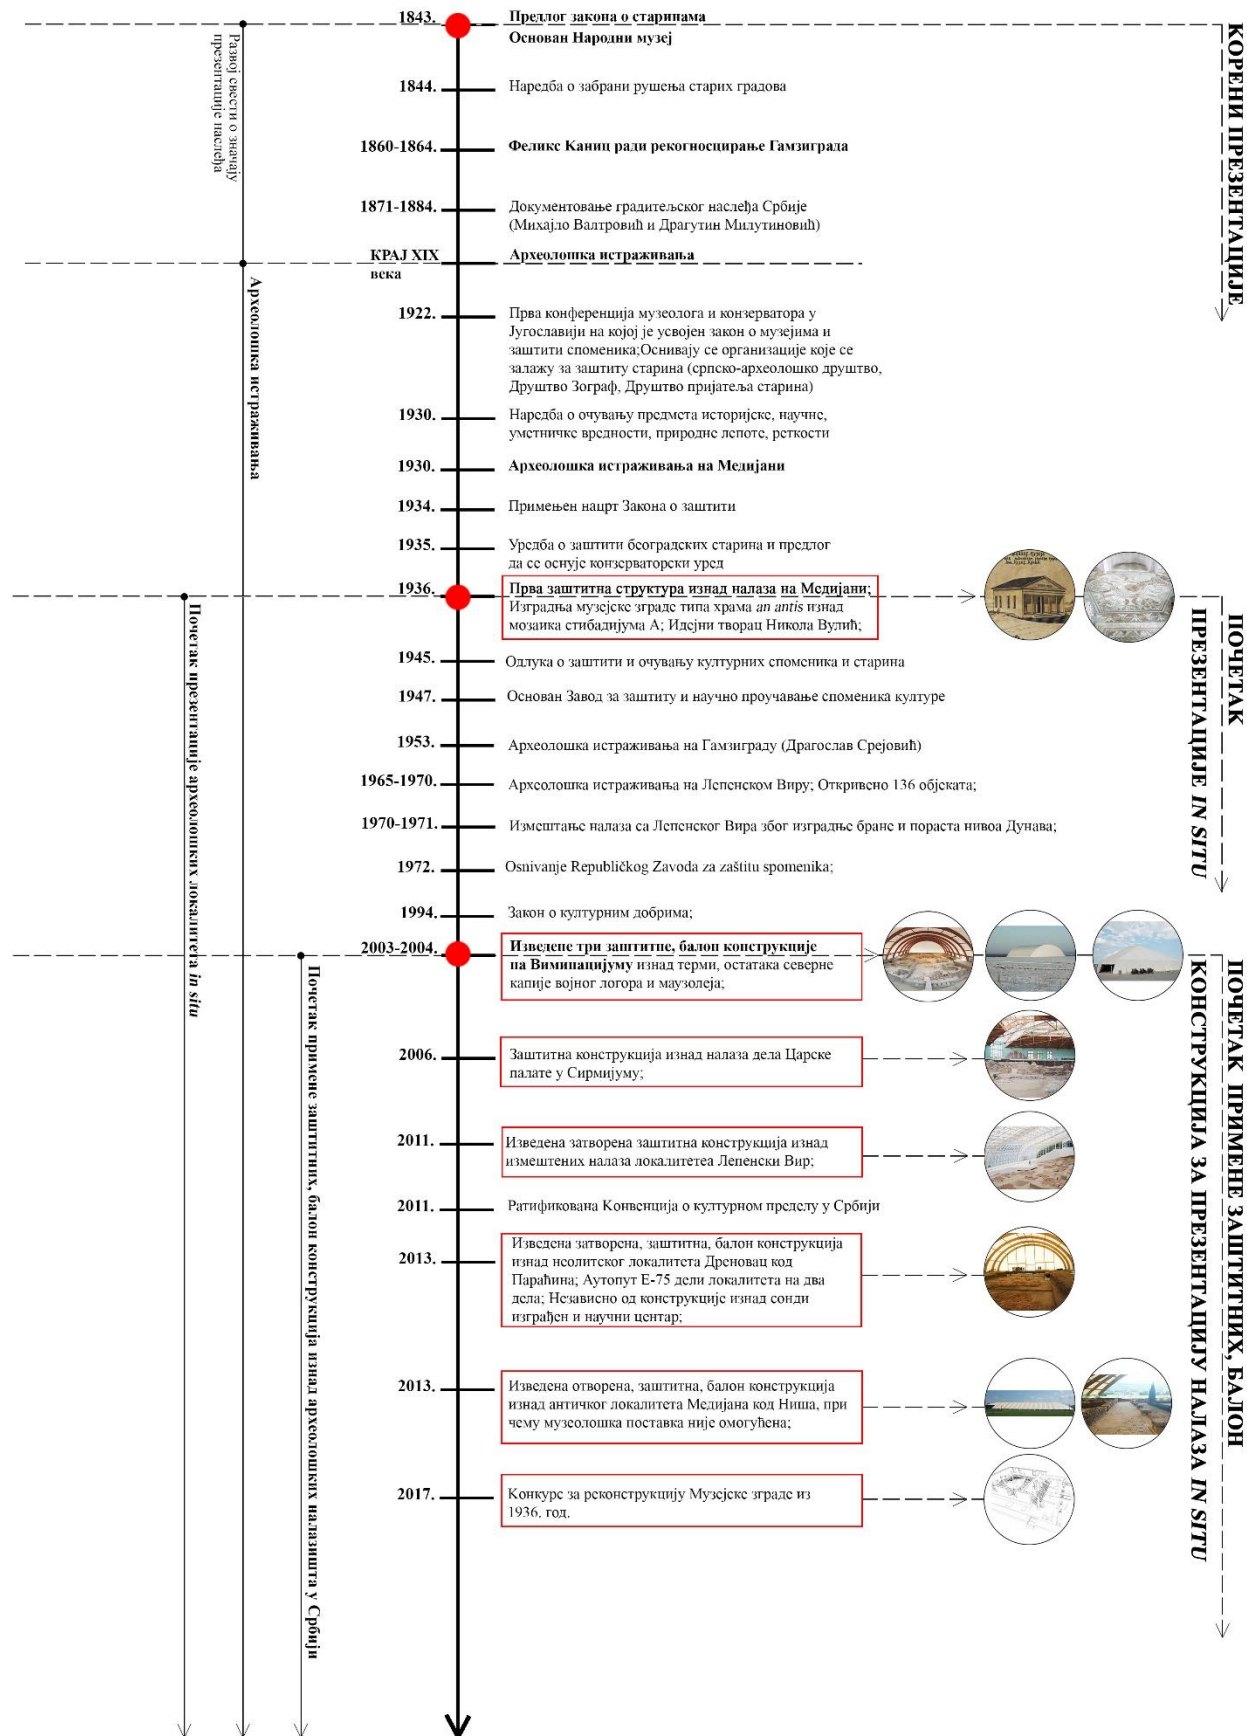 1843.
Предлог закона о старинама
Основан Народни музеј
1844.
Наредба о забрани рушења старих градова
1860-1864.
Феликс Каниц ради рекогносцирање Гамзиграда
1871-1884.
Документовање градитељског наслеђа Србије
(Михајло Валтровић и Драгутин Милутиновић)
КРАЈ XIX
века
Археолошка истраживања
1922.
Прва конференција музеолога и конзерватора у
Југославији на којој је усвојен закон о музејима и
заштити споменика;Оснивају се организације које се
залажу за заштиту старина (српско-археолошко друштво,
Друштво Зограф, Друштво пријатеља старина)
1930.
Наредба о очувању предмета историјске, научне,
уметничке вредности, природне лепоте, реткости
1930.
Археолошка истраживања на Медијани
1934.
Примењен нацрт Закона о заштити
1935.
Уредба о заштити београдских старина и предлог
да се оснује конзерваторски уред
1936.
Прва заштитна структура изнад налаза на Медијани;
Изградња музејске зграде типа храма an antis изнад
мозаика стибадијума А; Идејни творац Никола Вулић;
1945.
Одлука о заштити и очувању културних споменика и старина
1947.
Основан Завод за заштиту и научно проучавање споменика културе
1953.
Археолошка истраживања на Гамзиграду (Драгослав Срејовић)
1965-1970.
Археолошка истраживања на Лепенском Виру; Откривено 136 објеката;
1970-1971.
Измештање налаза са Лепенског Вира због изградње бране и пораста нивоа Дунава;
1972.
Osnivanje Republičkog Zavoda za zaštitu spomenika;
1994.
Закон о културним добрима;
2003-2004.
Изведене три заштитне, балон конструкције
на Виминацијуму изнад терми, остатака северне
капије војног логора и маузолеја;
2006.
Заштитна конструкција изнад налаза дела Царске
палате у Сирмијуму;
2011.
Изведена затворена заштитна конструкција изнад
измештених налаза локалитетеа Лепенски Вир;
2011.
Ратификована Конвенција о културном пределу у Србији
2013.
Изведена затворена, заштитна, балон конструкција
изнад неолитског локалитета Дреновац код
Параћина; Аутопут Е-75 дели локалитета на два
дела; Независно од конструкције изнад сонди
изграђен и научни центар;
2013.
Изведена отворена, заштитна, балон конструкција
изнад античког локалитета Медијана код Ниша, при
чему музеолошка поставка није омогућена;
2017.
Конкурс за реконструкцију Музејске зграде из
1936. год.
Развој свести о значају
презентације наслеђа
Археолошка истраживања
Почетак презентације археолошких локалитета in situ
Почетак примене заштитних, балон конструкција изнад археолошких налазишта у Србији
КОРЕНИ ПРЕЗЕНТАЦИЈЕ
ПОЧЕТАК
ПРЕЗЕНТАЦИЈЕ IN SITU
ПОЧЕТАК ПРИМЕНЕ ЗАШТИТНИХ, БАЛОН
КОНСТРУКЦИЈА ЗА ПРЕЗЕНТАЦИЈУ НАЛАЗА IN SITU